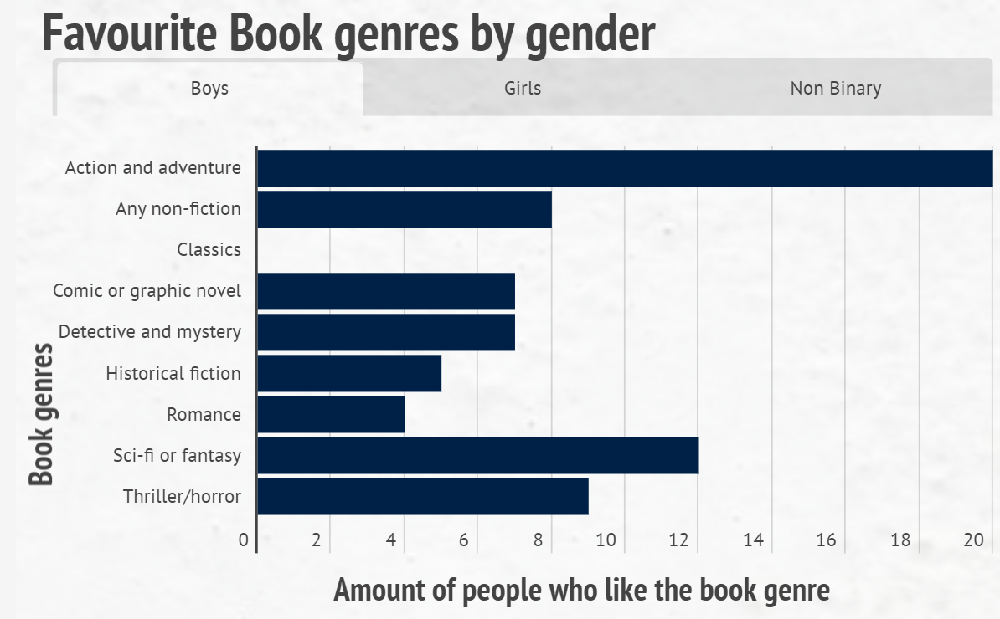 Favourite Book genres by gender
Boys
Girls
Non Binary
Action and adventure
Any non-fiction
Classics
Comic or graphic novel
Detective and mystery
Historical fiction
Romance
Sci-fi or fantasy
Thriller/horror
Book genres
0 2 4 6 8 10 12 14 16 18 20
Amount of people who like the book genre